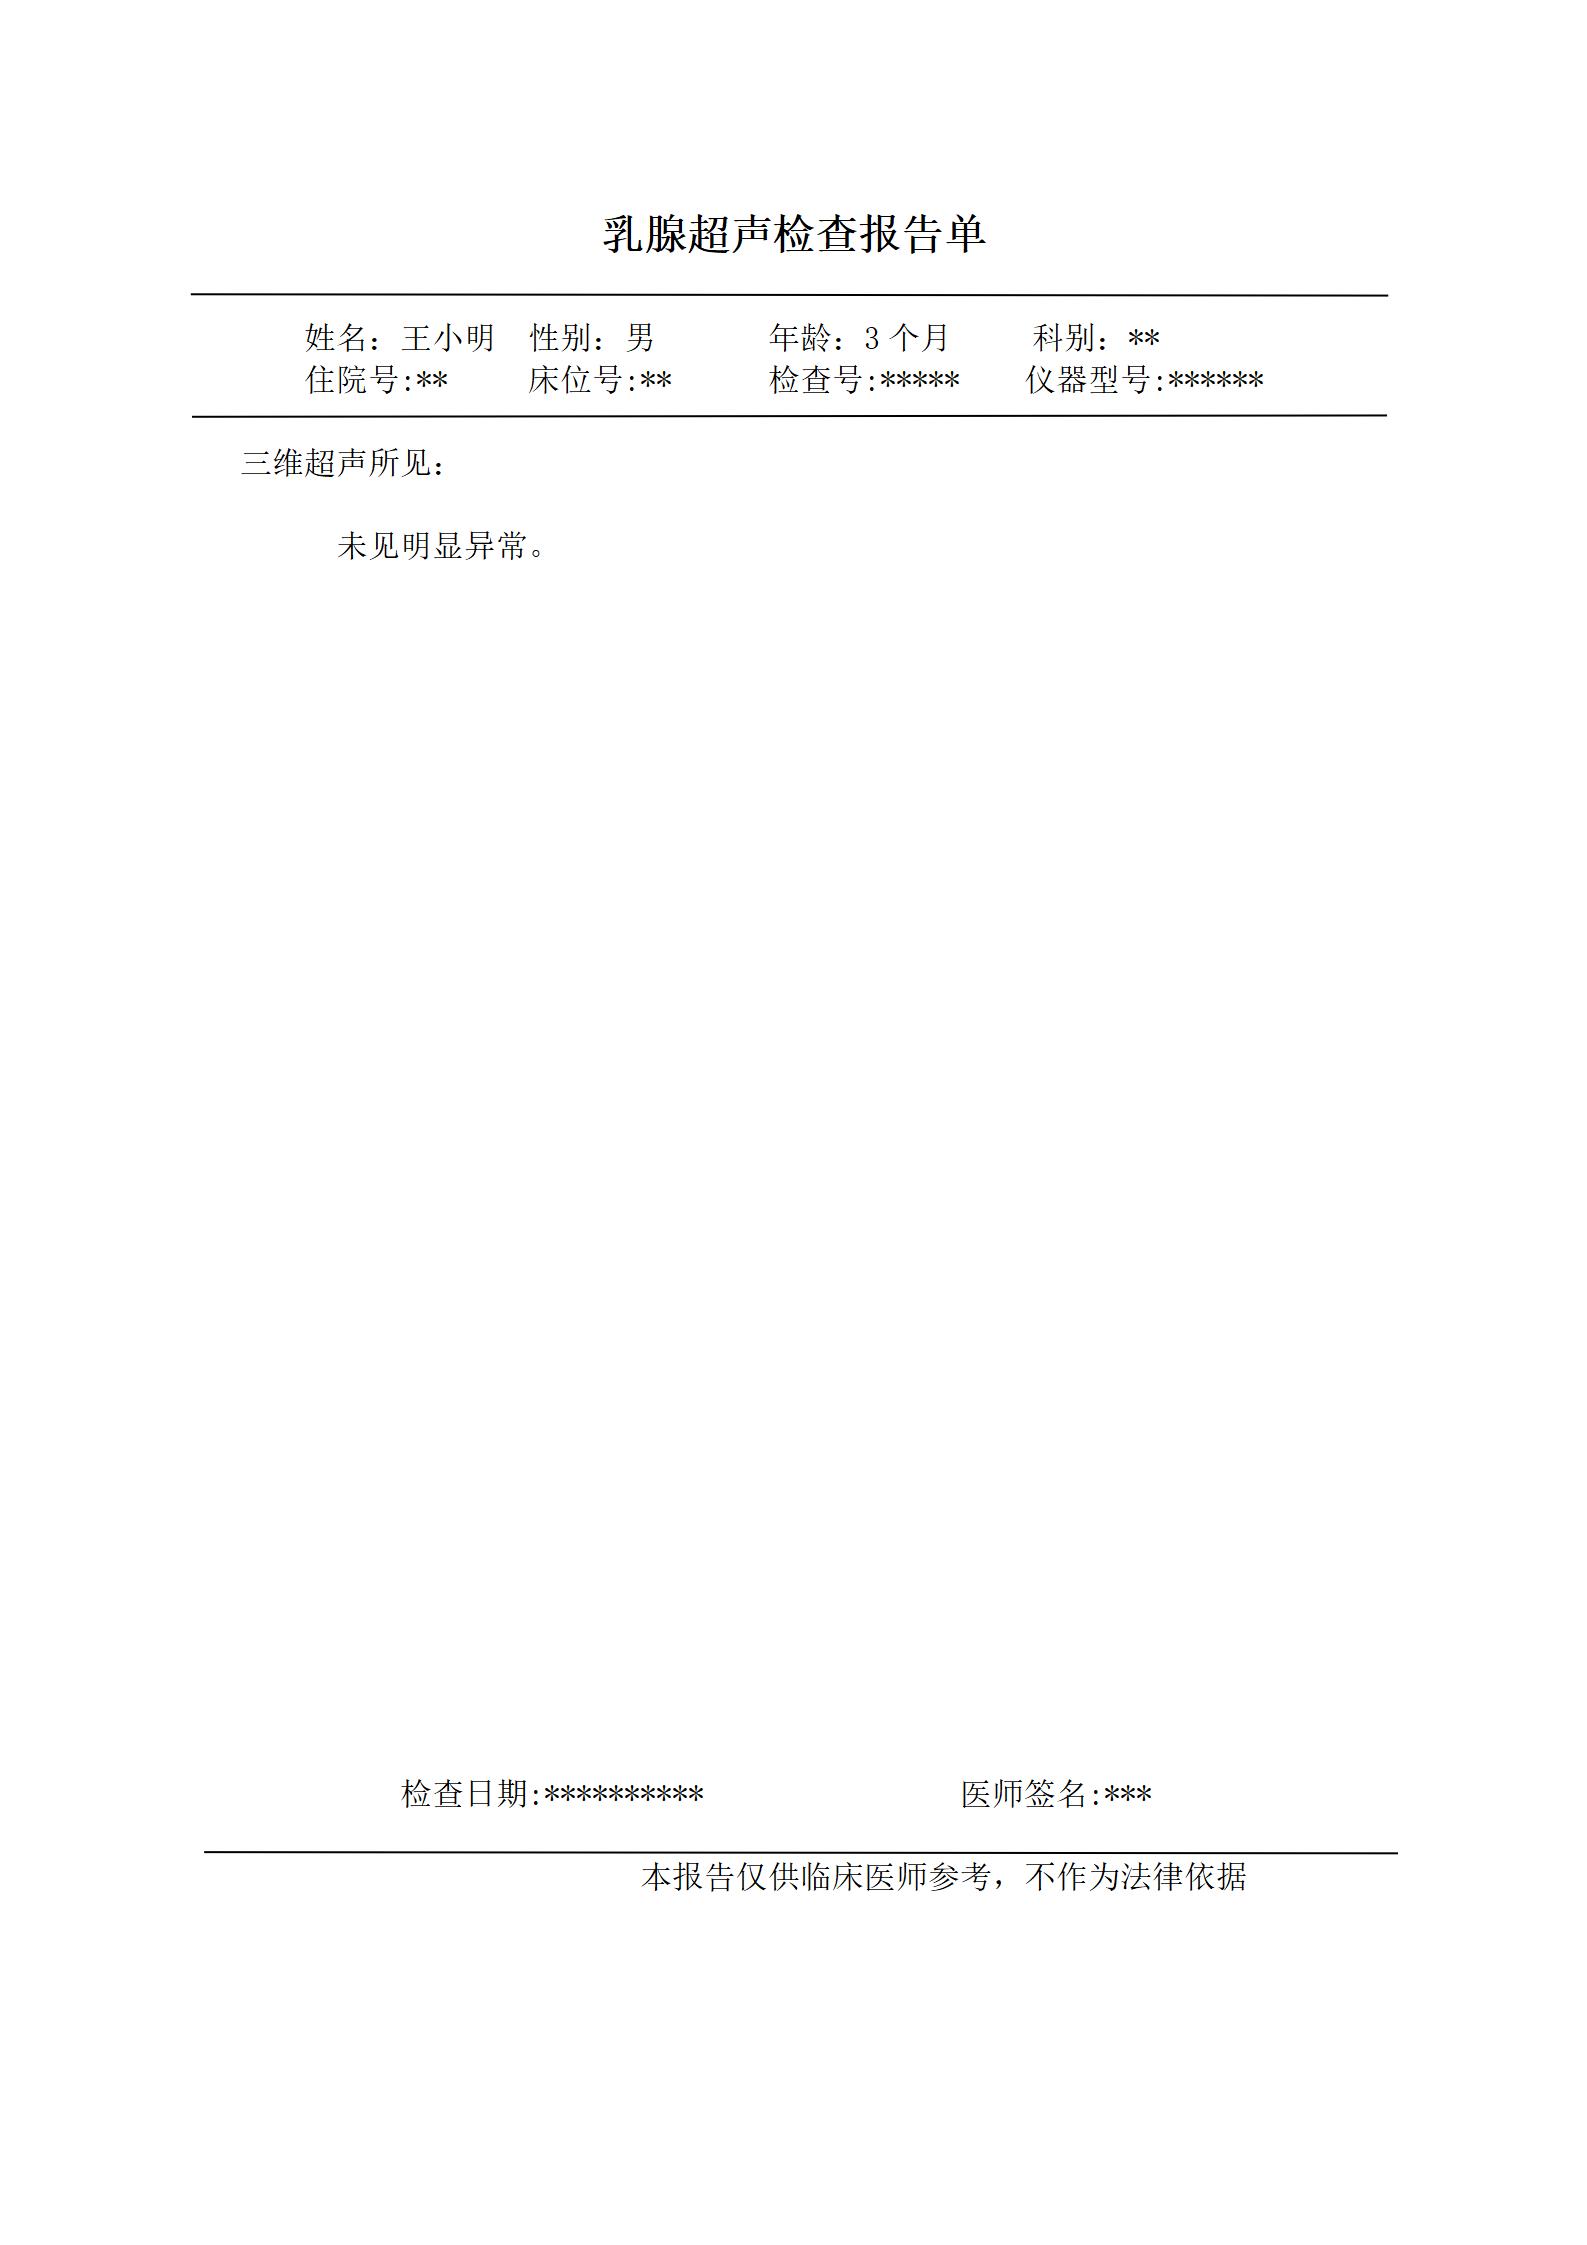 乳腺超声检查报告单
姓名：王小明 性别：男 年龄：3 个月 科别：**
住院号:** 床位号:** 检查号:***** 仪器型号:******
三维超声所见：
未见明显异常。
检查日期:********** 医师签名:***
本报告仅供临床医师参考，不作为法律依据